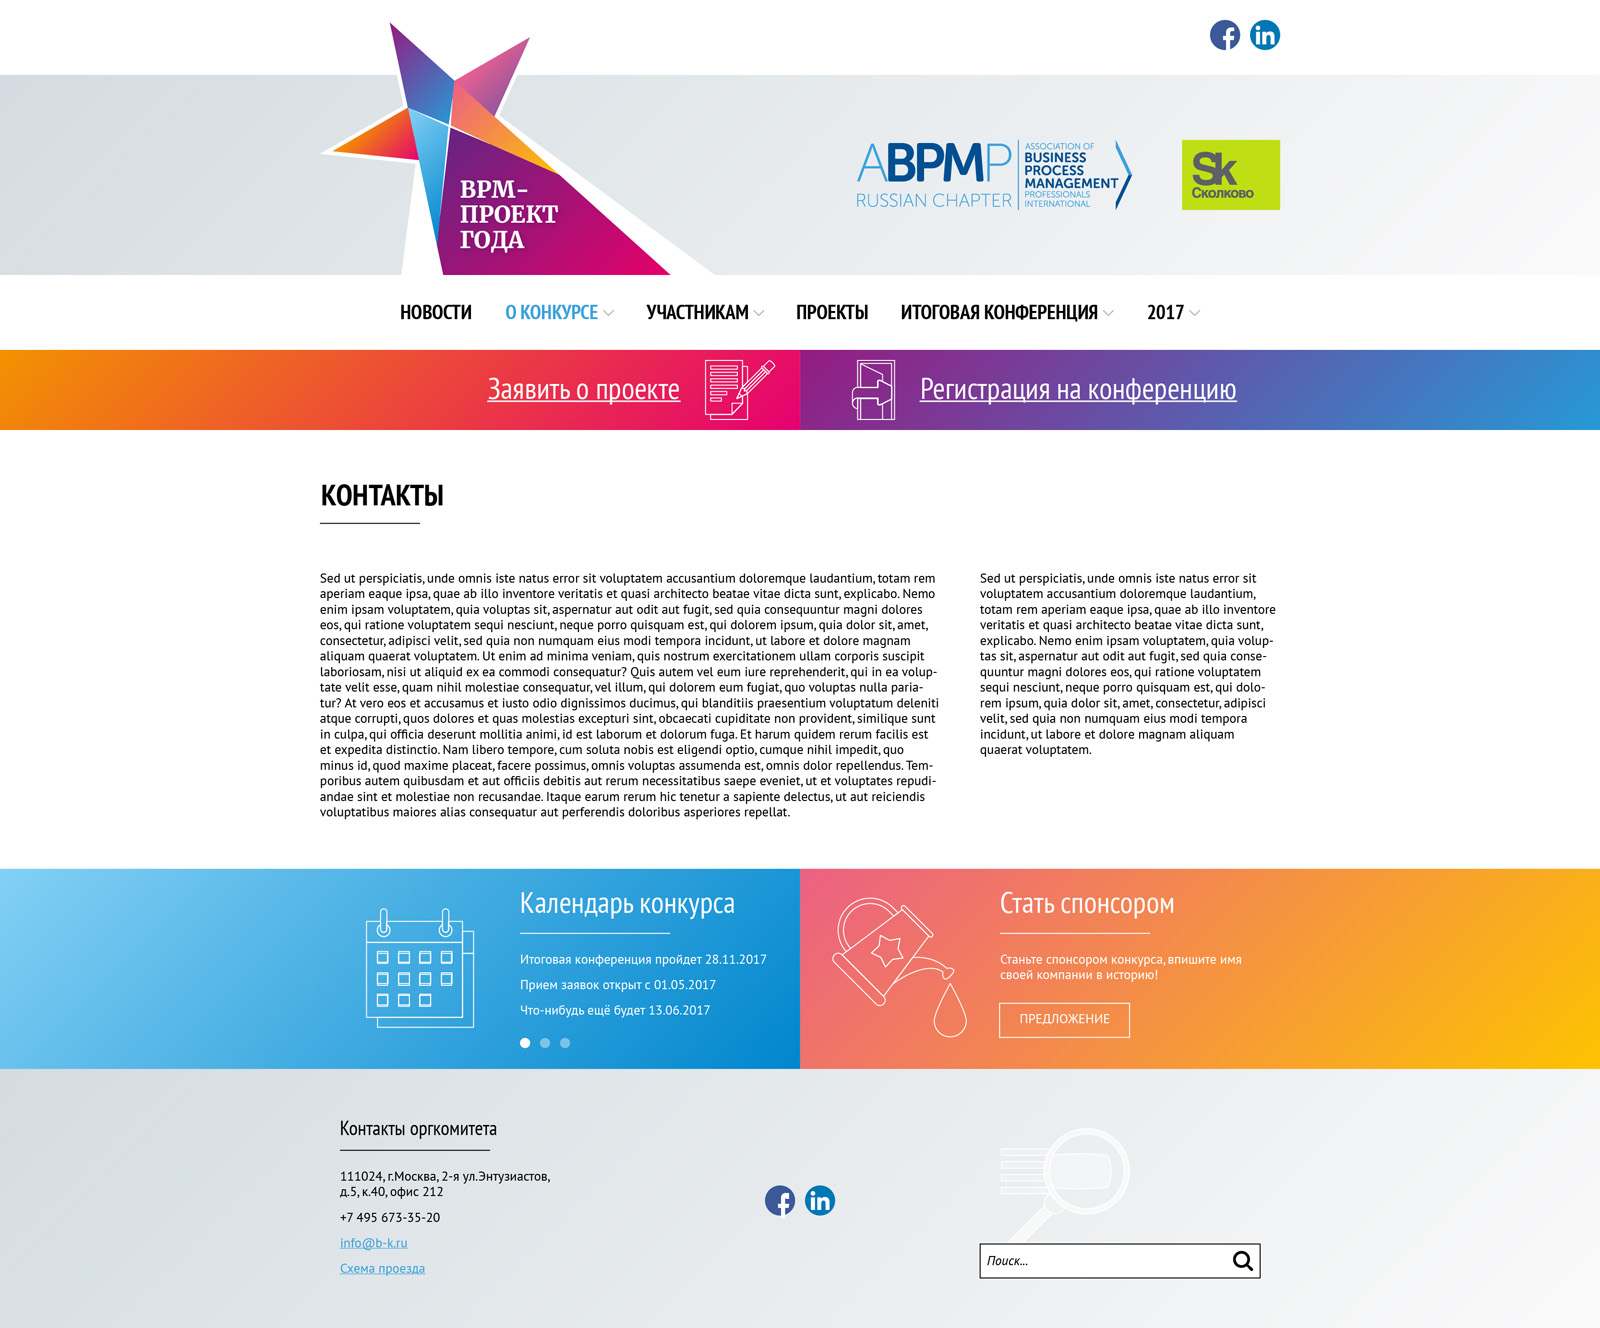 BPM-
ПРОЕКТ
ГОДА
ABPMP
RUSSIAN CHAPTER
ASSOCIATION OF
BUSINESS
PROCESS
MANAGEMENT
PROFESSIONALS
INTERNATIONAL
Sk
Сколково
НОВОСТИ
О КОНКУРСЕ
УЧАСТНИКАМ
ПРОЕКТЫ
ИТОГОВАЯ КОНФЕРЕНЦИЯ
2017
Заявить о проекте
Регистрация на конференцию
КОНТАКТЫ
Sed ut perspiciatis, unde omnis iste natus error sit voluptatem accusantium doloremque laudantium, totam rem
aperiam eaque ipsa, quae ab illo inventore veritatis et quasi architecto beatae vitae dicta sunt, explicabo. Nemo
enim ipsam voluptatem, quia voluptas sit, aspernatur aut odit aut fugit, sed quia consequuntur magni dolores
eos, qui ratione voluptatem sequi nesciunt, neque porro quisquam est, qui dolorem ipsum, quia dolor sit, amet,
consectetur, adipisci velit, sed quia non numquam eius modi tempora incidunt, ut labore et dolore magnam
aliquam quaerat voluptatem. Ut enim ad minima veniam, quis nostrum exercitationem ullam corporis suscipit
laboriosam, nisi ut aliquid ex ea commodi consequatur? Quis autem vel eum iure reprehenderit, qui in ea volup-
tate velit esse, quam nihil molestiae consequatur, vel illum, qui dolorem eum fugiat, quo voluptas nulla paria-
tur? At vero eos et accusamus et iusto odio dignissimos ducimus, qui blanditiis praesentium voluptatum deleniti
atque corrupti, quos dolores et quas molestias excepturi sint, obcaecati cupiditate non provident, similique sunt
in culpa, qui officia deserunt mollitia animi, id est laborum et dolorum fuga. Et harum quidem rerum facilis est
et expedita distinctio. Nam libero tempore, cum soluta nobis est eligendi optio, cumque nihil impedit, quo
minus id, quod maxime placeat, facere possimus, omnis voluptas assumenda est, omnis dolor repellendus. Tem-
poribus autem quibusdam et aut officiis debitis aut rerum necessitatibus saepe eveniet, ut et voluptates repudi-
andae sint et molestiae non recusandae. Itaque earum rerum hic tenetur a sapiente delectus, ut aut reiciendis
voluptatibus maiores alias consequatur aut perferendis doloribus asperiores repellat.
Sed ut perspiciatis, unde omnis iste natus error sit
voluptatem accusantium doloremque laudantium,
totam rem aperiam eaque ipsa, quae ab illo inventore
veritatis et quasi architecto beatae vitae dicta sunt,
explicabo. Nemo enim ipsam voluptatem, quia volup-
tas sit, aspernatur aut odit aut fugit, sed quia conse-
quuntur magni dolores eos, qui ratione voluptatem
sequi nesciunt, neque porro quisquam est, qui dolo-
rem ipsum, quia dolor sit, amet, consectetur, adipisci
velit, sed quia non numquam eius modi tempora
incidunt, ut labore et dolore magnam aliquam
quaerat voluptatem.
Календарь конкурса
Итоговая конференция пройдет 28.11.2017
Прием заявок открыт с 01.05.2017
Что-нибудь ещё будет 13.06.2017
Стать спонсором
Станьте спонсором конкурса, впишите имя
своей компании в историю!
ПРЕДЛОЖЕНИЕ
Контакты оргкомитета
111024, г.Москва, 2-я ул.Энтузиастов,
д.5, к.40, офис 212
+7 495 673-35-20
info@b-k.ru
Схема проезда
Поиск...